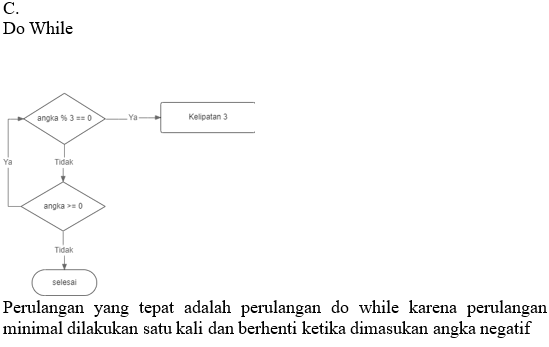 C.
Do While
angka % 3 == 0
Ya
Kelipatan 3
Ya
Tidak
angka >= 0
Tidak
selesai
Perulangan yang tepat adalah perulangan do while karena perulangan
minimal dilakukan satu kali dan berhenti ketika dimasukan angka negatif